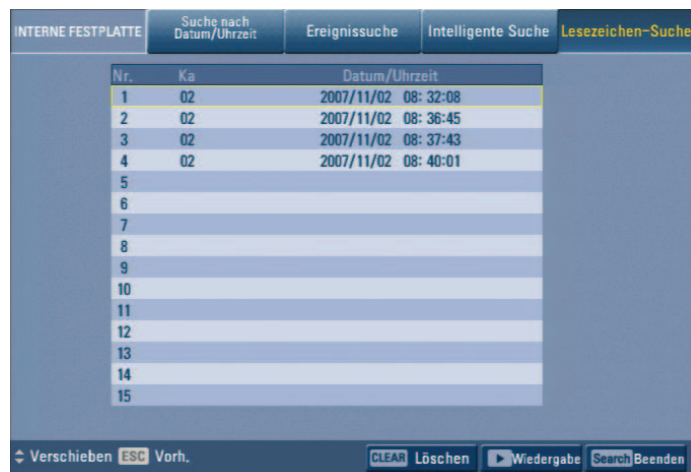 INTERNE FESTPLATTE
Suche nach
Datum/Uhrzeit
Ereignissuche
Intelligente Suche
Lesezeichen-Suche
Nr. Ka Datum/Uhrzeit
1 02 2007/11/02 08: 32:08
2 02 2007/11/02 08: 36:45
3 02 2007/11/02 08: 37:43
4 02 2007/11/02 08: 40:01
5
6
7
8
9
10
11
12
13
14
15
Verschieben ESC Vorh. CLEAR Löschen Wiedergabe Search Beenden